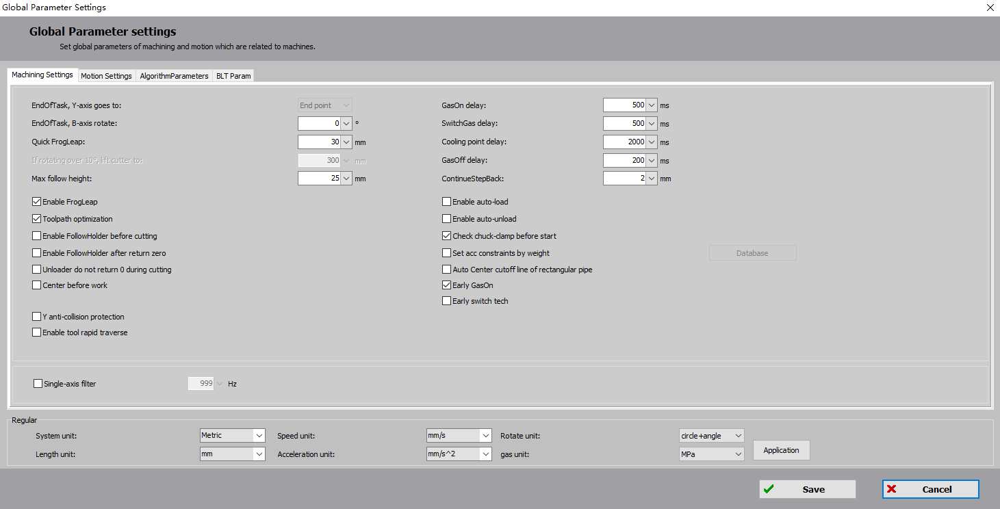 Global Parameter Settings
Global Parameter settings
Set global parameters of machining and motion which are related to machines.
Machining Settings Motion Settings AlgorithmParameters BLT Param
EndOfTask, Y-axis goes to: End point
EndOfTask, B-axis rotate: 0 °
Quick FrogLeap: 30 mm
If rotating over 10°, lift cutter to: 300 mm
Max follow height: 25 mm
GasOn delay: 500 ms
SwitchGas delay: 500 ms
Cooling point delay: 2000 ms
GasOff delay: 200 ms
ContinueStepBack: 2 mm
Enable FrogLeap
Toolpath optimization
Enable FollowHolder before cutting
Enable FollowHolder after return zero
Unloader do not return 0 during cutting
Center before work
Y anti-collision protection
Enable tool rapid traverse
Enable auto-load
Enable auto-unload
Check chuck-clamp before start
Set acc constraints by weight Database
Auto Center cutoff line of rectangular pipe
Early GasOn
Early switch tech
Single-axis filter 999 Hz
Regular
System unit: Metric Speed unit: mm/s Rotate unit: circle+angle
Length unit: mm Acceleration unit: mm/s^2 gas unit: MPa Application
Save Cancel